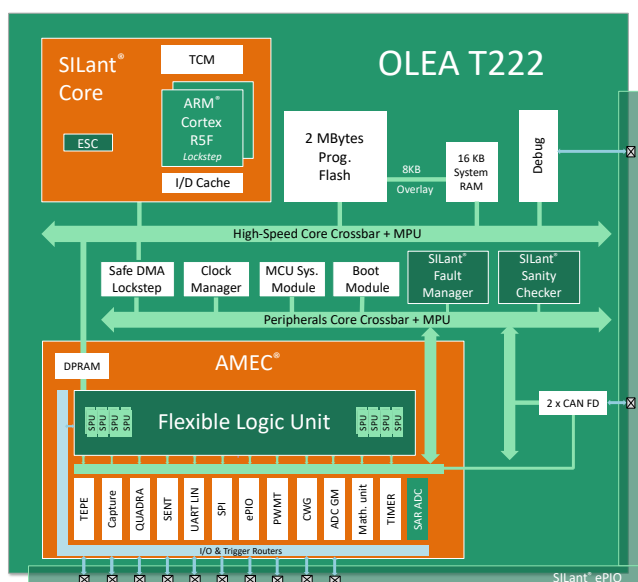 OLEA T222
SILant®
Core
TCM
ARM®
Cortex
R5F
Lockstep
ESC
I/D Cache
2 MBytes
Prog.
Flash
8KB
Overlay
16 KB
System
RAM
Debug
High-Speed Core Crossbar + MPU
Safe DMA
Lockstep
Clock
Manager
MCU Sys.
Module
Boot
Module
SILant®
Fault
Manager
SILant®
Sanity
Checker
Peripherals Core Crossbar + MPU
AMEC®
DPRAM
2 x CAN FD
Flexible Logic Unit
SPU
SPU
SPU
SPU
SPU
SPU
SPU
SPU
TEPE
Capture
QUADRA
SENT
UART LIN
SPI
ePIO
PWMT
CWG
ADC GM
Math. unit
TIMER
SAR ADC
I/O & Trigger Routers
SILant® ePIO